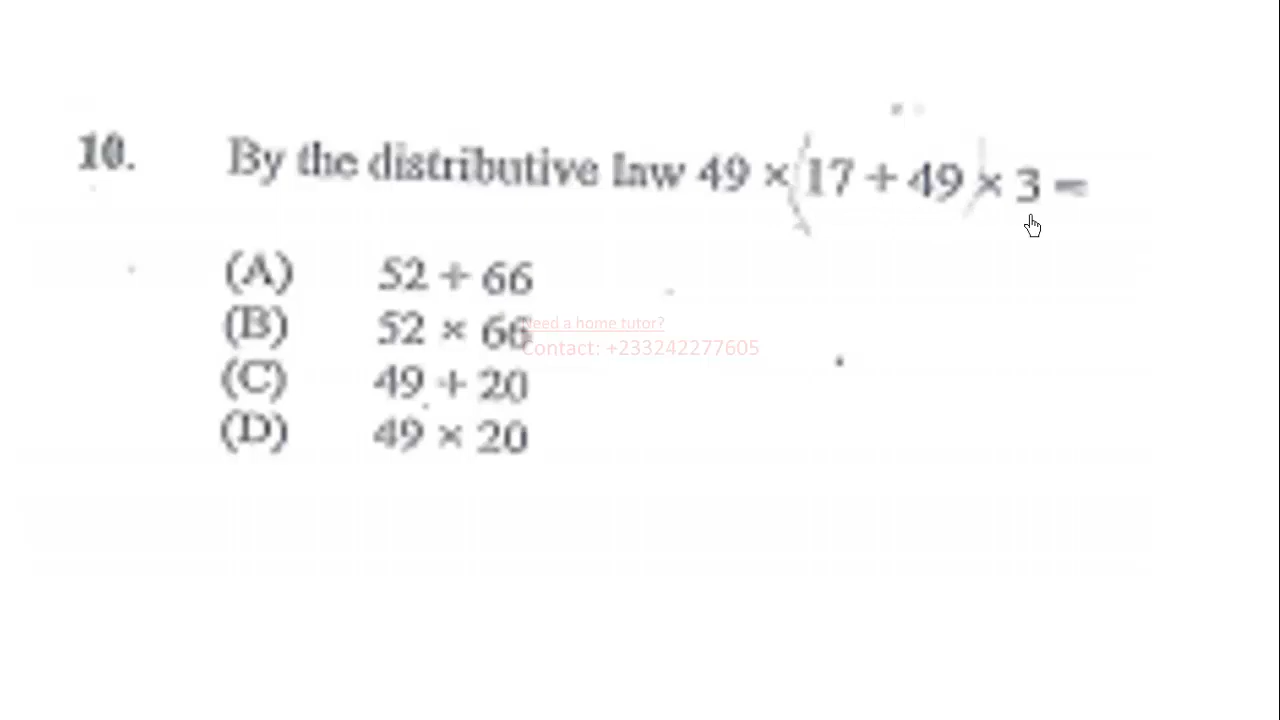 10. By the distributive law 49 × (17 + 49) × 3 =
(A) 52 + 66
(B) 52 × 66
Need a home tutor?
Contact: +233242277605
(C) 49 + 20
(D) 49 × 20